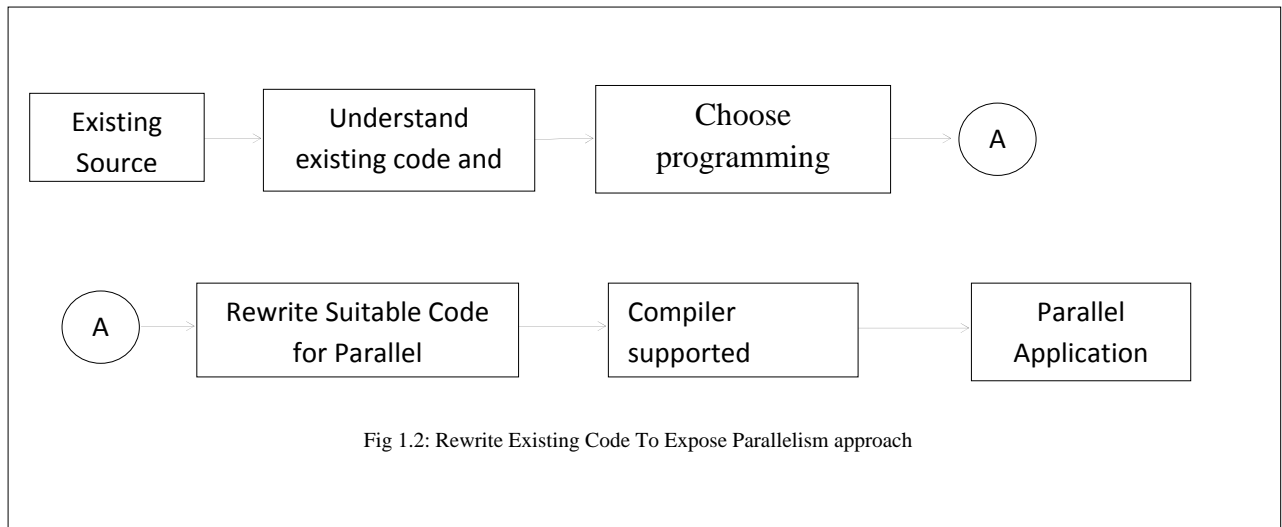 Existing
Source
Understand
existing code and
Choose
programming
A
A
Rewrite Suitable Code
for Parallel
Compiler
supported
Parallel
Application
Fig 1.2: Rewrite Existing Code To Expose Parallelism approach